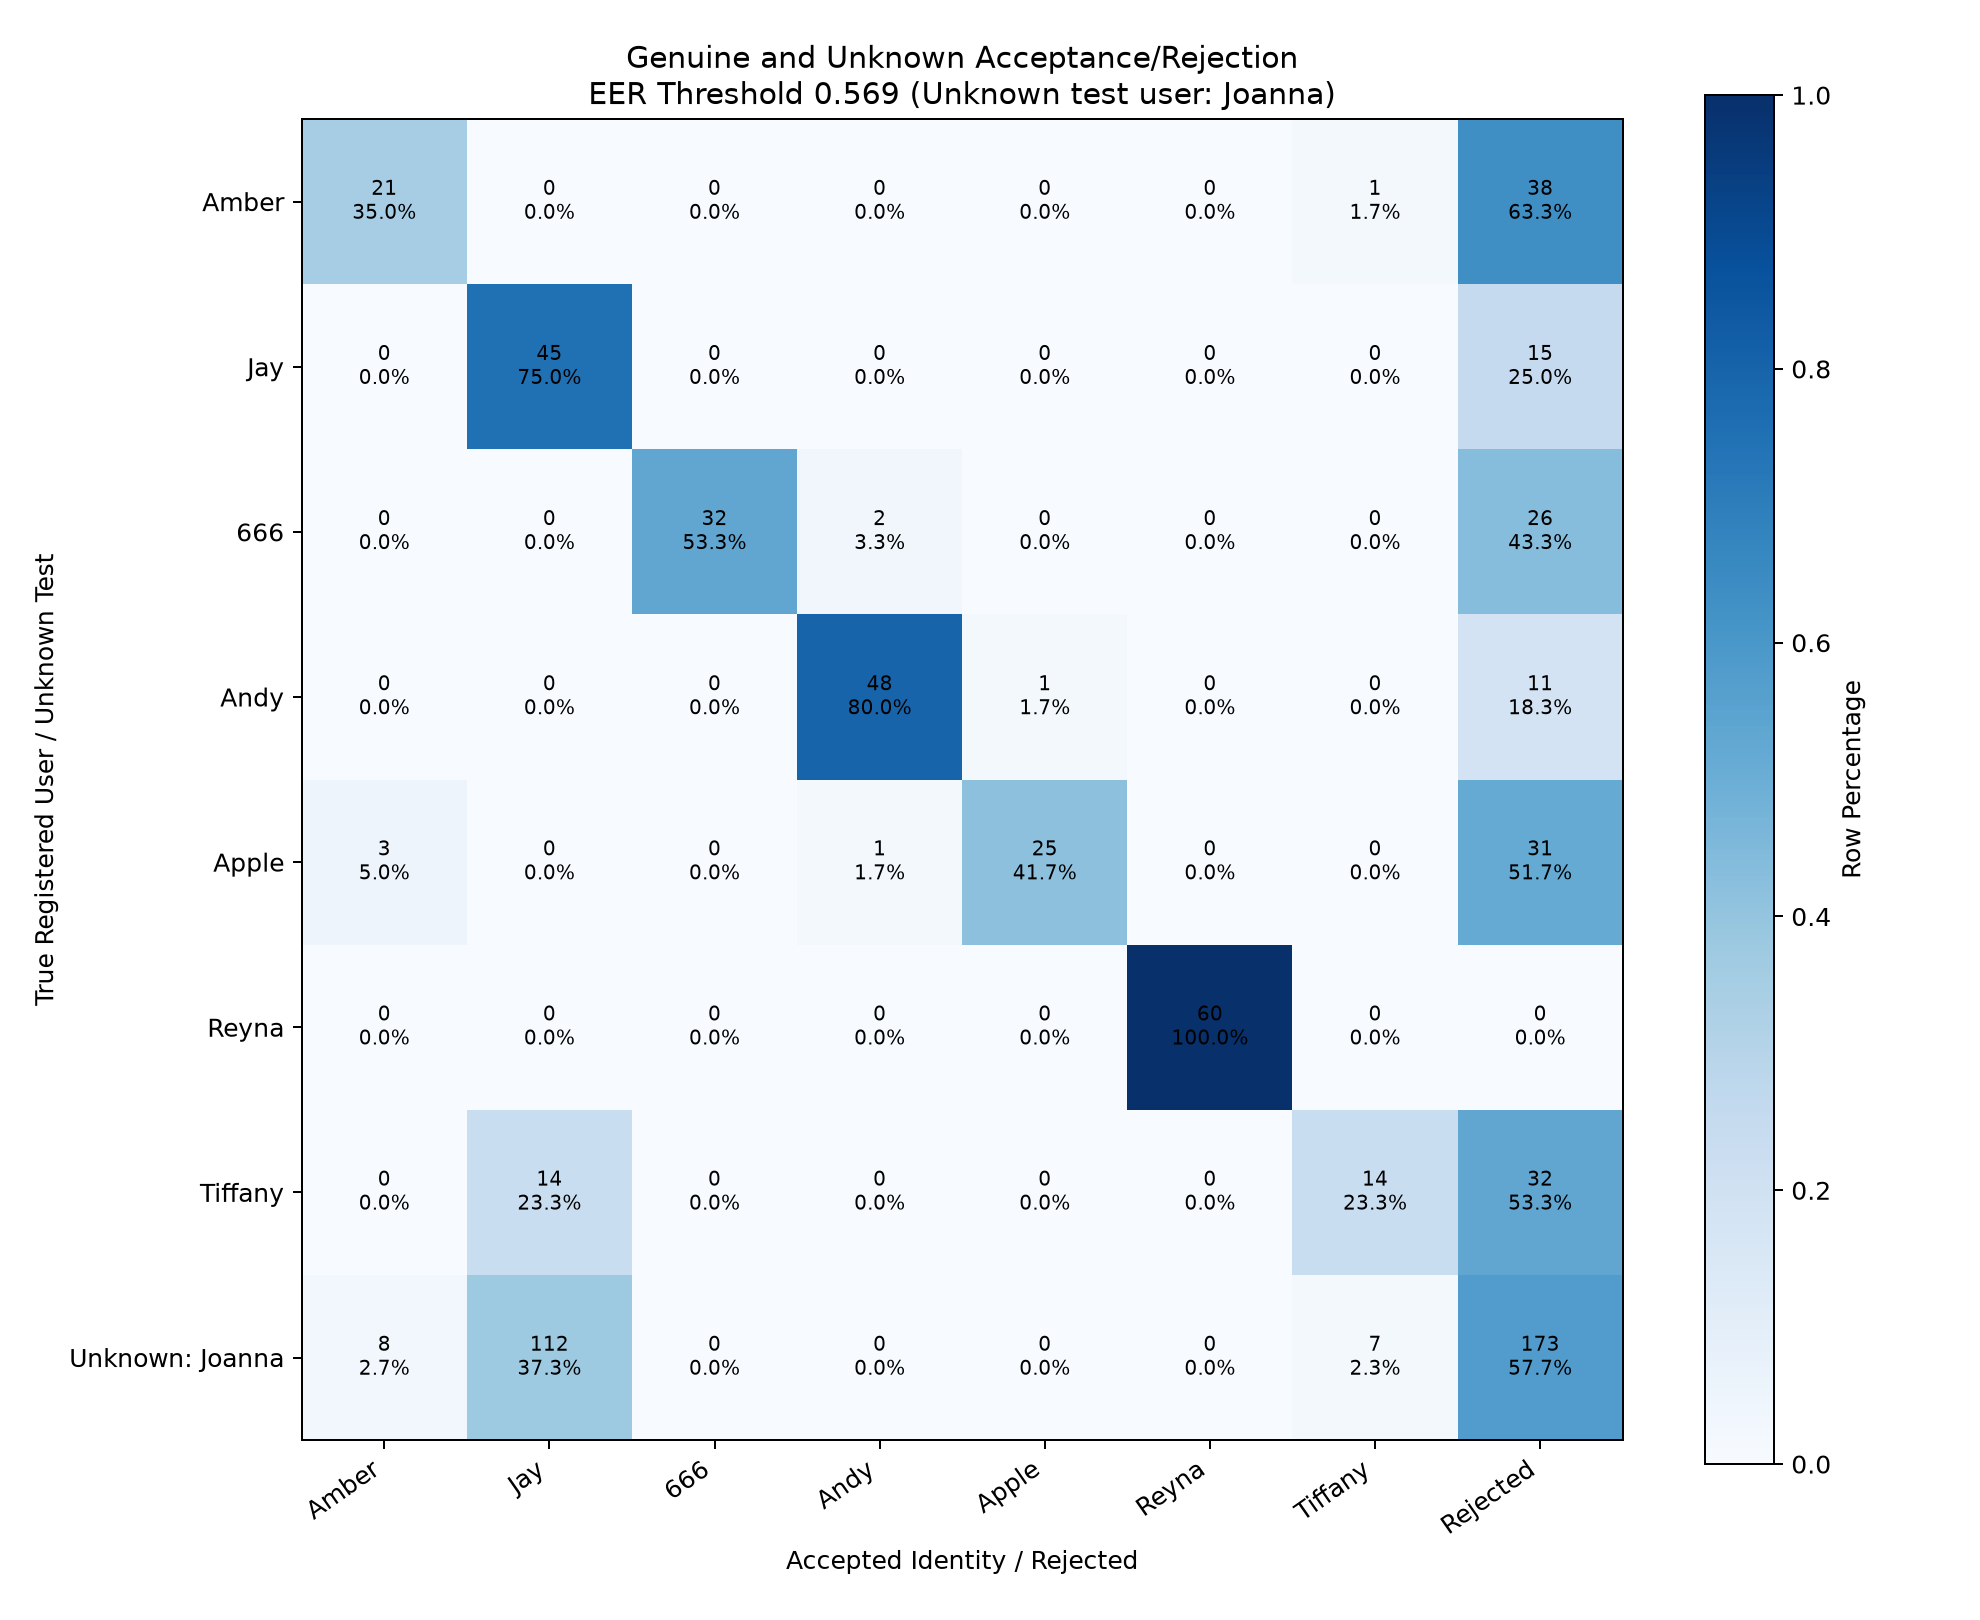 Genuine and Unknown Acceptance/Rejection
EER Threshold 0.569 (Unknown test user: Joanna)
True Registered User / Unknown Test
Amber
21 0 0 0 0 0 1 38
35.0% 0.0% 0.0% 0.0% 0.0% 0.0% 1.7% 63.3%
Jay
0 45 0 0 0 0 0 15
0.0% 75.0% 0.0% 0.0% 0.0% 0.0% 0.0% 25.0%
666
0 0 32 2 0 0 0 26
0.0% 0.0% 53.3% 3.3% 0.0% 0.0% 0.0% 43.3%
Andy
0 0 0 48 1 0 0 11
0.0% 0.0% 0.0% 80.0% 1.7% 0.0% 0.0% 18.3%
Apple
3 0 0 1 25 0 0 31
5.0% 0.0% 0.0% 1.7% 41.7% 0.0% 0.0% 51.7%
Reyna
0 0 0 0 0 60 0 0
0.0% 0.0% 0.0% 0.0% 0.0% 100.0% 0.0% 0.0%
Tiffany
0 14 0 0 0 0 14 32
0.0% 23.3% 0.0% 0.0% 0.0% 0.0% 23.3% 53.3%
Unknown: Joanna
8 112 0 0 0 0 7 173
2.7% 37.3% 0.0% 0.0% 0.0% 0.0% 2.3% 57.7%
Amber Jay 666 Andy Apple Reyna Tiffany Rejected
Accepted Identity / Rejected
1.0
0.8
0.6
0.4
0.2
0.0
Row Percentage